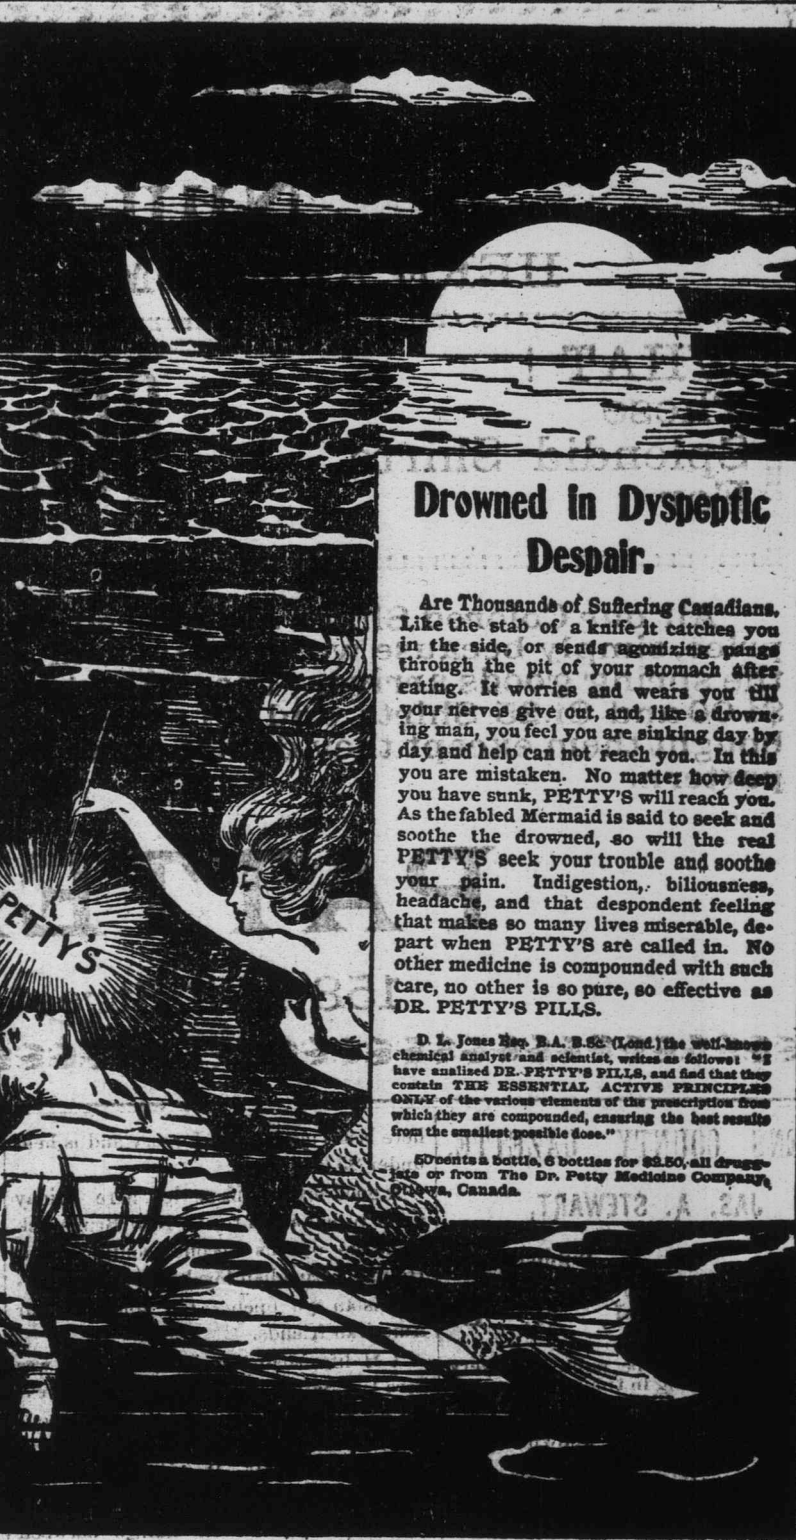 Drowned in Dyspeptic
Despair.
Are Thousands of Suffering Canadians.
Like the stab of a knife it catches you
in the side, or sends agonizing pangs
through the pit of your stomach after
eating. It worries and wears you till
your nerves give out, and, like a drown-
ing man, you feel you are sinking day by
day and help can not reach you. In this
you are mistaken. No matter how deep
you have sunk, PETTY'S will reach you.
As the fabled Mermaid is said to seek and
soothe the drowned, so will the real
PETTY'S seek your trouble and soothe
your pain. Indigestion, biliousness,
headache, and that despondent feeling
that makes so many lives miserable, de-
part when PETTY'S are called in. No
other medicine is compounded with such
care, no other is so pure, so effective as
DR. PETTY'S PILLS.
D. L. Jones Esq. B.A. B.Sc. (Lond.) the well-known
chemical analyst and scientist, writes as follows: "I
have analized DR. PETTY'S PILLS, and find that they
contain THE ESSENTIAL ACTIVE PRINCIPLES
ONLY of the various elements of the prescription from
which they are compounded, ensuring the best results
from the smallest possible dose."
50 cents a bottle, 6 bottles for $2.50, all drugg-
ists or from The Dr. Petty Medicine Company,
Ottawa, Canada.
PETTY'S